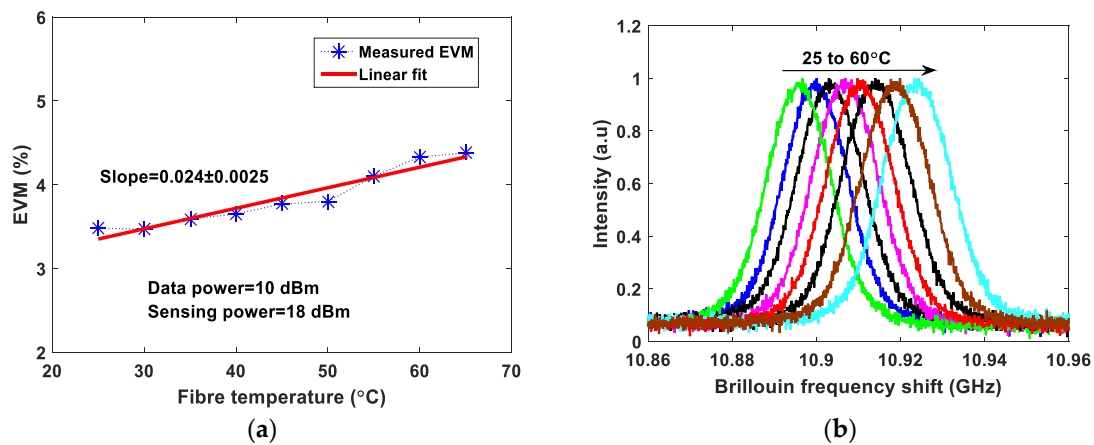 6
5
4
3
2
EVM (%)
Measured EVM
Linear fit
Slope=0.024±0.0025
Data power=10 dBm
Sensing power=18 dBm
20 30 40 50 60 70
Fibre temperature (°C)
(a)
1.2
1
0.8
0.6
0.4
0.2
0
Intensity (a.u)
25 to 60°C
10.86 10.88 10.9 10.92 10.94 10.96
Brillouin frequency shift (GHz)
(b)